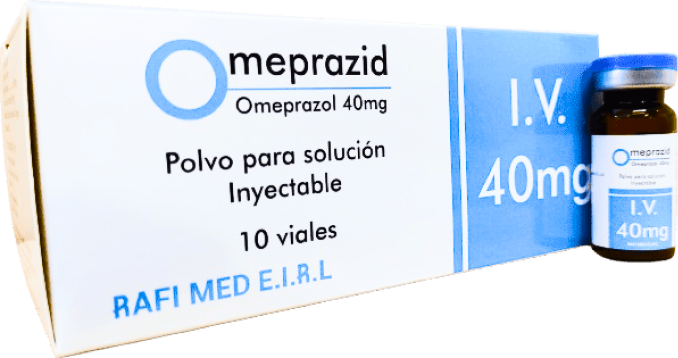 Omeprazid
Omeprazol 40mg
Polvo para solución
Inyectable
10 viales
RAFI MED E.I.R.L
I.V.
40mg
Omeprazid
Omeprazol 40mg
Polvo para solución
Inyectable
I.V.
40mg